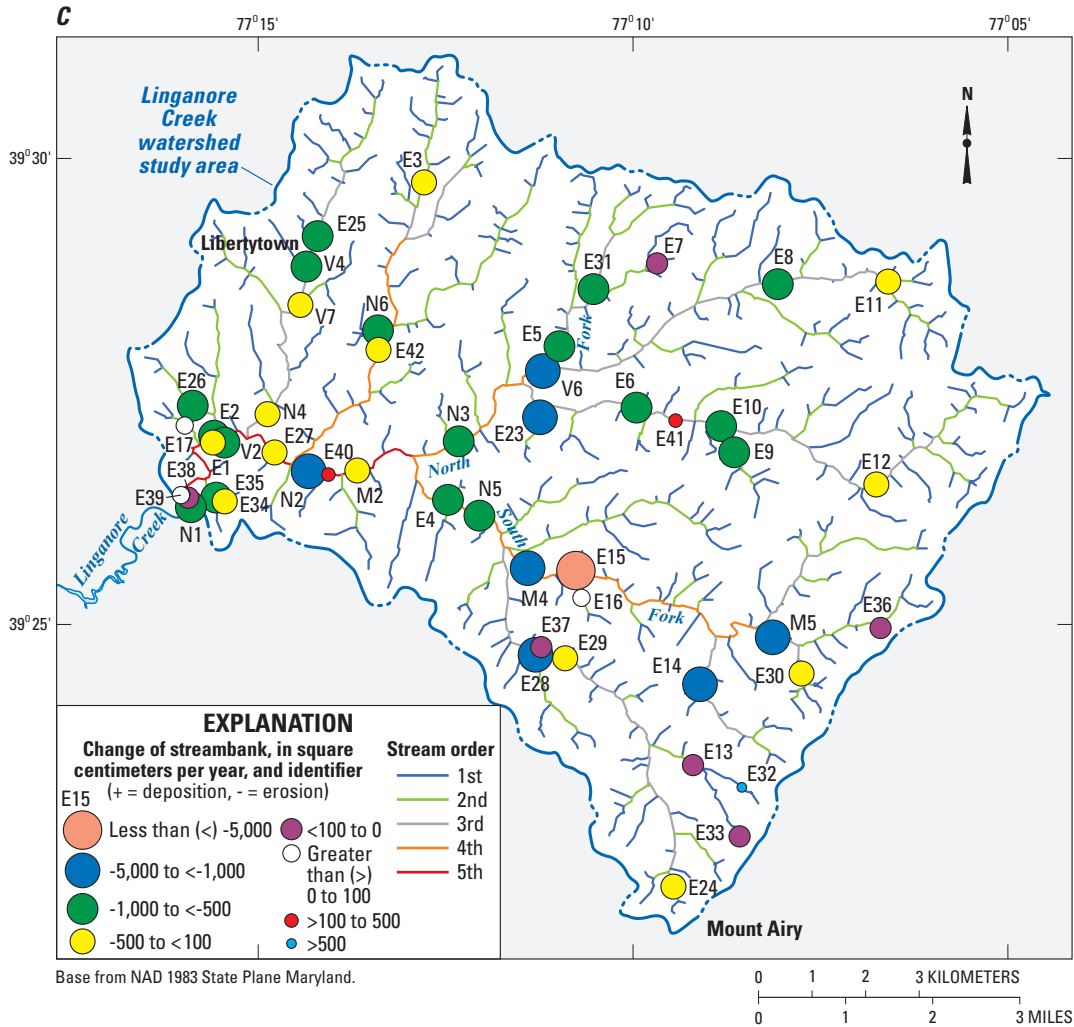 C
77° 15'
77° 10'
77° 05'
39° 30'
39° 25'
N
Linganore
Creek
watershed
study area
E3
E25
Libertytown
V4
V7
E7
E8
E31
E11
N6
E42
E5
Fork
V6
E26
E2
N4
E6
E10
E17
E27
N3
E23
E41
E9
V2
E1
E40
E38
E35
N2
M2
North
E12
E39
E34
E4
N5
South
N1
Linganore
Creek
E15
M4
E16
Fork
E36
M5
E37
E29
E14
E28
E30
E13
E32
E33
E24
Mount Airy
EXPLANATION
Change of streambank, in square
centimeters per year, and identifier
(+ = deposition, - = erosion)
E15
Less than (<) -5,000
-5,000 to <-1,000
-1,000 to <-500
-500 to <100
<100 to 0
Greater
than (>)
0 to 100
>100 to 500
>500
Stream order
1st
2nd
3rd
4th
5th
Base from NAD 1983 State Plane Maryland.
0 1 2 3 KILOMETERS
0 1 2 3 MILES